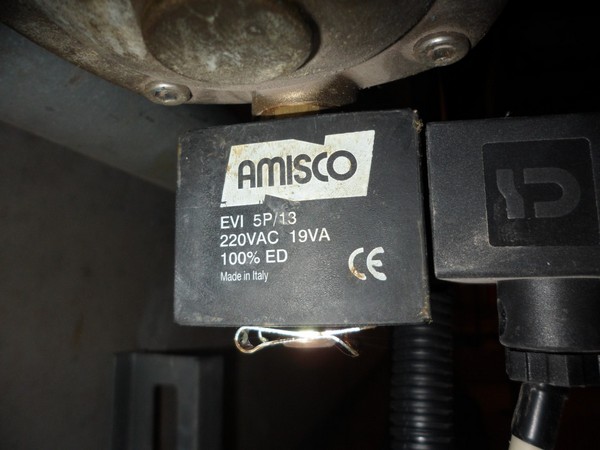 AMISCO
EVI 5P/13
220VAC 19VA
100% ED
Made in Italy
CE